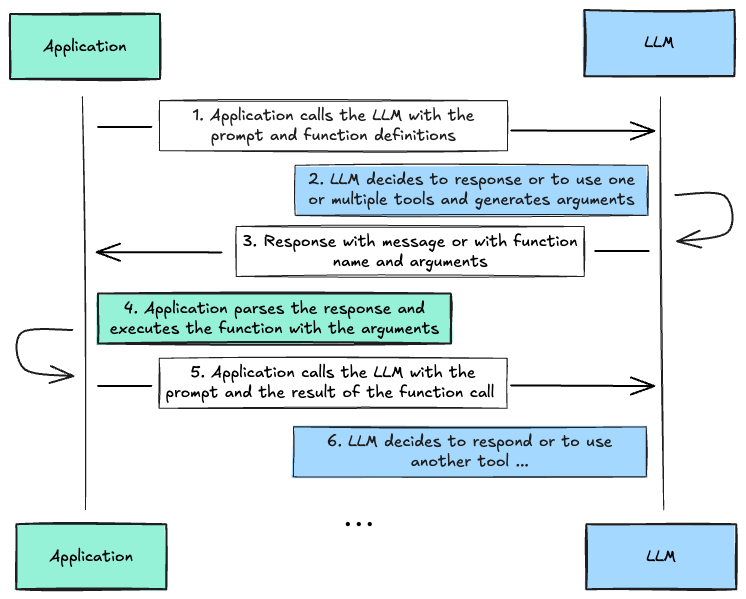 Application
LLM
1. Application calls the LLM with the
prompt and function definitions
2. LLM decides to response or to use one
or multiple tools and generates arguments
3. Response with message or with function
name and arguments
4. Application parses the response and
executes the function with the arguments
5. Application calls the LLM with the
prompt and the result of the function call
6. LLM decides to respond or to use
another tool ...
...
Application
LLM